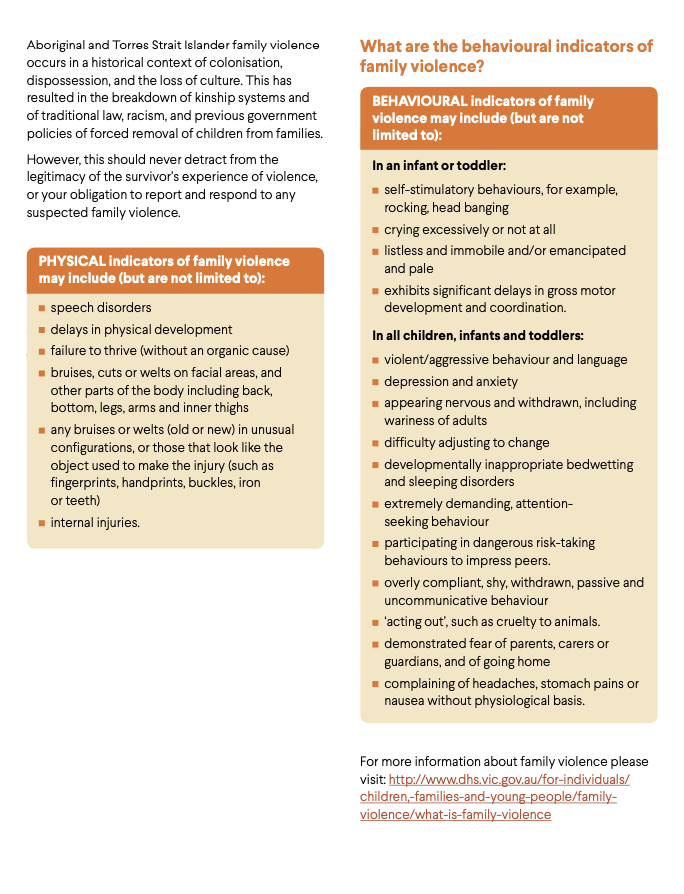 Aboriginal and Torres Strait Islander family violence
occurs in a historical context of colonisation,
dispossession, and the loss of culture. This has
resulted in the breakdown of kinship systems and
of traditional law, racism, and previous government
policies of forced removal of children from families.
However, this should never detract from the
legitimacy of the survivor's experience of violence,
or your obligation to report and respond to any
suspected family violence.
PHYSICAL indicators of family violence
may include (but are not limited to):
■ speech disorders
■ delays in physical development
■ failure to thrive (without an organic cause)
■ bruises, cuts or welts on facial areas, and
other parts of the body including back,
bottom, legs, arms and inner thighs
■ any bruises or welts (old or new) in unusual
configurations, or those that look like the
object used to make the injury (such as
fingerprints, handprints, buckles, iron
or teeth)
■ internal injuries.
What are the behavioural indicators of
family violence?
BEHAVIOURAL indicators of family
violence may include (but are not
limited to):
In an infant or toddler:
■ self-stimulatory behaviours, for example,
rocking, head banging
■ crying excessively or not at all
■ listless and immobile and/or emancipated
and pale
■ exhibits significant delays in gross motor
development and coordination.
In all children, infants and toddlers:
■ violent/aggressive behaviour and language
■ depression and anxiety
■ appearing nervous and withdrawn, including
wariness of adults
■ difficulty adjusting to change
■ developmentally inappropriate bedwetting
and sleeping disorders
■ extremely demanding, attention-
seeking behaviour
■ participating in dangerous risk-taking
behaviours to impress peers.
■ overly compliant, shy, withdrawn, passive and
uncommunicative behaviour
■ ‘acting out’, such as cruelty to animals.
■ demonstrated fear of parents, carers or
guardians, and of going home
■ complaining of headaches, stomach pains or
nausea without physiological basis.
For more information about family violence please
visit: http://www.dhs.vic.gov.au/for-individuals/
children,-families-and-young-people/family-
violence/what-is-family-violence